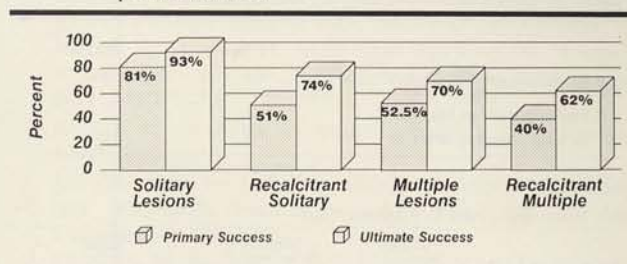 100
80
60
40
20
0
Percent
81%
93%
51%
74%
52.5%
70%
40%
62%
Solitary Lesions
Recalcitrant Solitary
Multiple Lesions
Recalcitrant Multiple
Primary Success
Ultimate Success